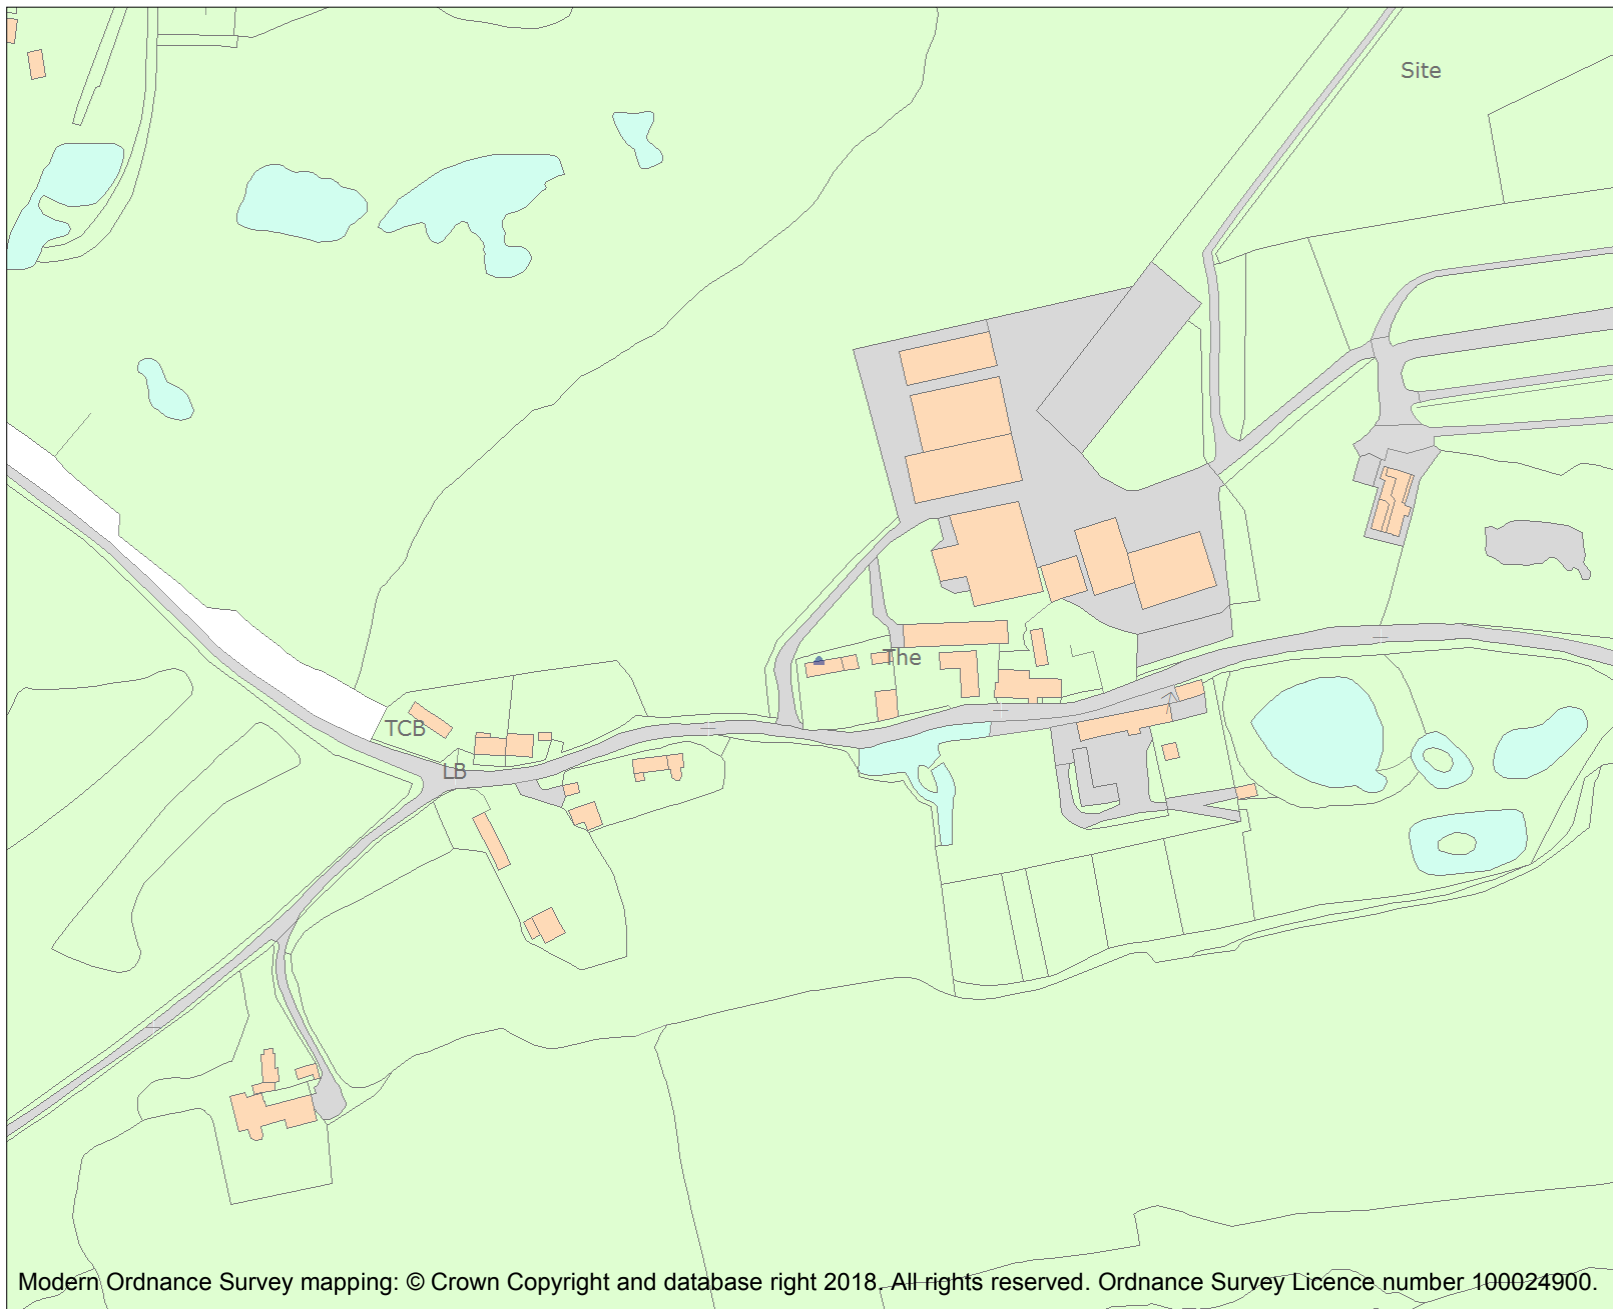 Site
The
TCB
LB
Modern Ordnance Survey mapping: © Crown Copyright and database right 2018. All rights reserved. Ordnance Survey Licence number 100024900.